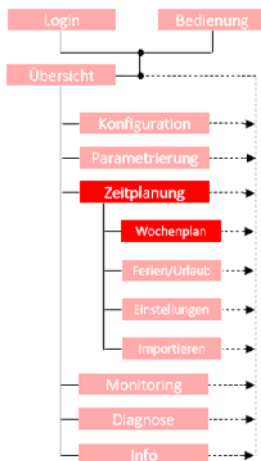 Login
Bedienung
Übersicht
Konfiguration
Parametrierung
Zeitplanung
Wochenplan
Ferien/Urlaub
Einstellungen
Importieren
Monitoring
Diagnose
Info